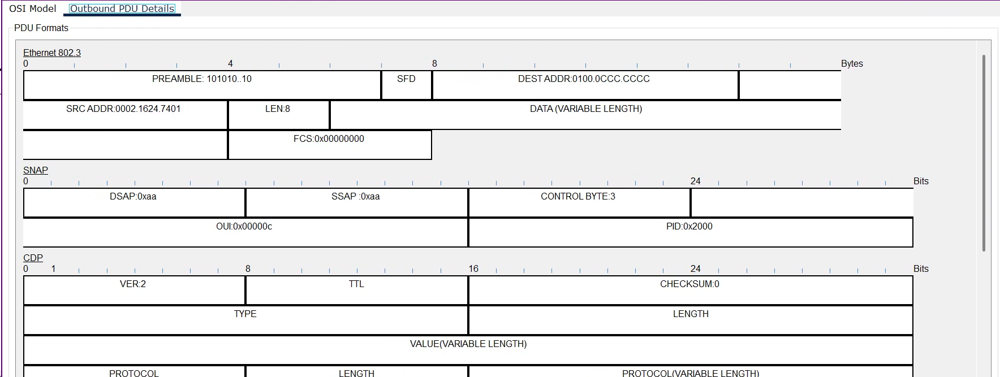 OSI Model Outbound PDU Details
PDU Formats
Ethernet 802.3
0 4 8 Bytes
PREAMBLE: 101010..10 SFD DEST ADDR:0100.0CCC.CCCC
SRC ADDR:0002.1624.7401 LEN:8 DATA (VARIABLE LENGTH)
FCS:0x00000000
SNAP
0 24 Bits
DSAP:0xaa SSAP :0xaa CONTROL BYTE:3
OUI:0x00000c PID:0x2000
CDP
0 1 8 16 24 Bits
VER:2 TTL CHECKSUM:0
TYPE LENGTH
VALUE(VARIABLE LENGTH)
PROTOCOL LENGTH PROTOCOL(VARIABLE LENGTH)